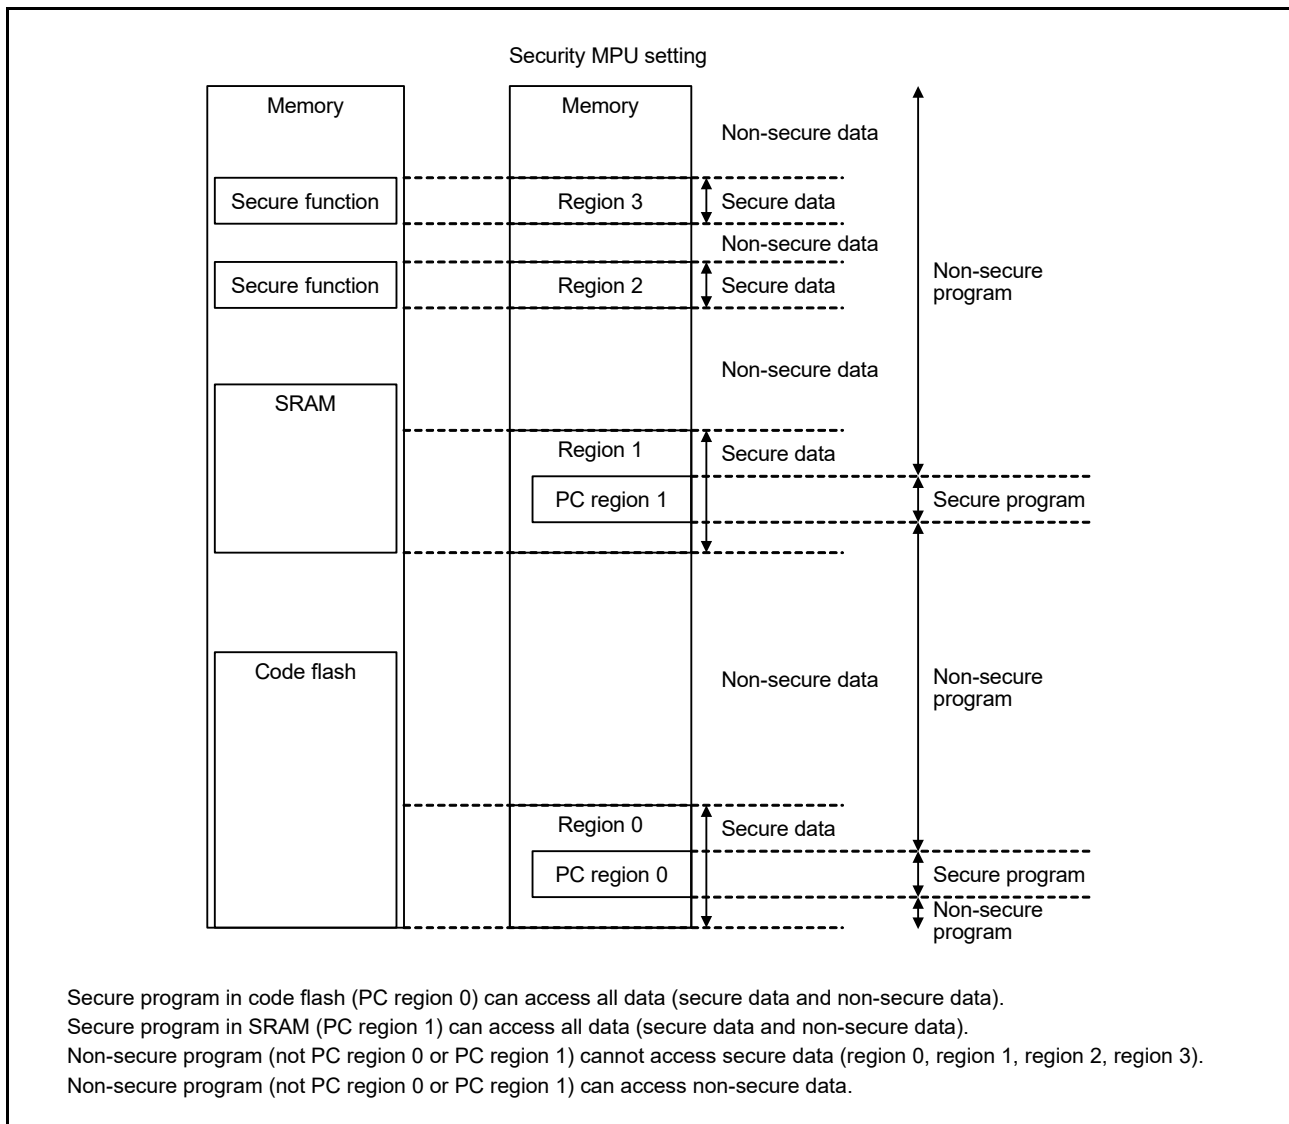 Security MPU setting
Memory
Memory
Non-secure data
Secure function
Region 3
Secure data
Non-secure data
Non-secure
program
Secure function
Region 2
Secure data
Non-secure data
SRAM
Region 1
Secure data
PC region 1
Secure program
Code flash
Non-secure data
Non-secure
program
Region 0
Secure data
PC region 0
Secure program
Non-secure
program
Secure program in code flash (PC region 0) can access all data (secure data and non-secure data).
Secure program in SRAM (PC region 1) can access all data (secure data and non-secure data).
Non-secure program (not PC region 0 or PC region 1) cannot access secure data (region 0, region 1, region 2, region 3).
Non-secure program (not PC region 0 or PC region 1) can access non-secure data.